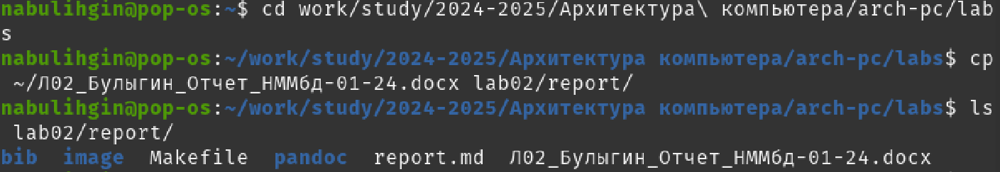 nabulihgin@pop-os:~$ cd work/study/2024-2025/Архитектура\ компьютера/arch-pc/lab
s
nabulihgin@pop-os:~/work/study/2024-2025/Архитектура компьютера/arch-pc/labs$ cp
 ~/Л02_Булыгин_Отчет_НММбд-01-24.docx lab02/report/
nabulihgin@pop-os:~/work/study/2024-2025/Архитектура компьютера/arch-pc/labs$ ls
 lab02/report/
bib  image  Makefile  pandoc  report.md  Л02_Булыгин_Отчет_НММбд-01-24.docx